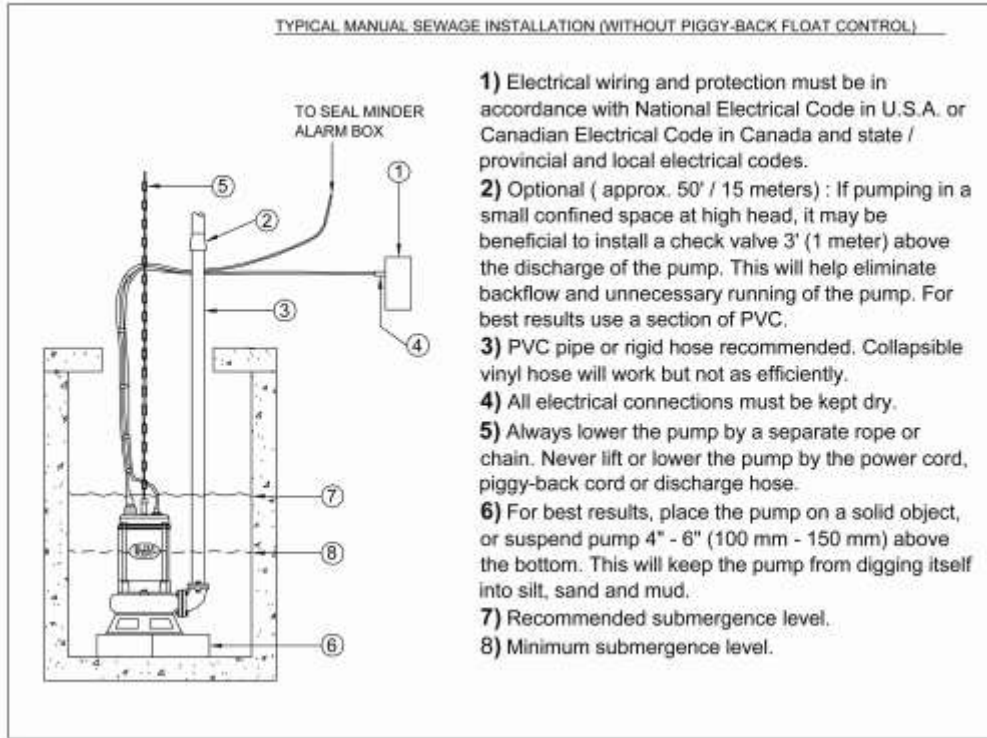 TYPICAL MANUAL SEWAGE INSTALLATION (WITHOUT PIGGY-BACK FLOAT CONTROL)
TO SEAL MINDER
ALARM BOX
5
1
2
3
4
7
8
6
1) Electrical wiring and protection must be in
accordance with National Electrical Code in U.S.A. or
Canadian Electrical Code in Canada and state /
provincial and local electrical codes.
2) Optional ( approx. 50' / 15 meters) : If pumping in a
small confined space at high head, it may be
beneficial to install a check valve 3' (1 meter) above
the discharge of the pump. This will help eliminate
backflow and unnecessary running of the pump. For
best results use a section of PVC.
3) PVC pipe or rigid hose recommended. Collapsible
vinyl hose will work but not as efficiently.
4) All electrical connections must be kept dry.
5) Always lower the pump by a separate rope or
chain. Never lift or lower the pump by the power cord,
piggy-back cord or discharge hose.
6) For best results, place the pump on a solid object,
or suspend pump 4" - 6" (100 mm - 150 mm) above
the bottom. This will keep the pump from digging itself
into silt, sand and mud.
7) Recommended submergence level.
8) Minimum submergence level.